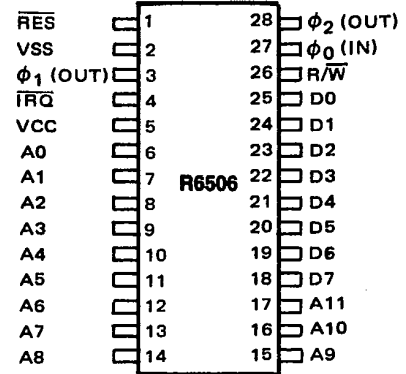 RES 1 28 ϕ2 (OUT)
VSS 2 27 ϕ0 (IN)
ϕ1 (OUT) 3 26 R/W
IRQ 4 25 D0
VCC 5 24 D1
A0 6 23 D2
A1 7 22 D3
R6506
A2 8 21 D4
A3 9 20 D5
A4 10 19 D6
A5 11 18 D7
A6 12 17 A11
A7 13 16 A10
A8 14 15 A9